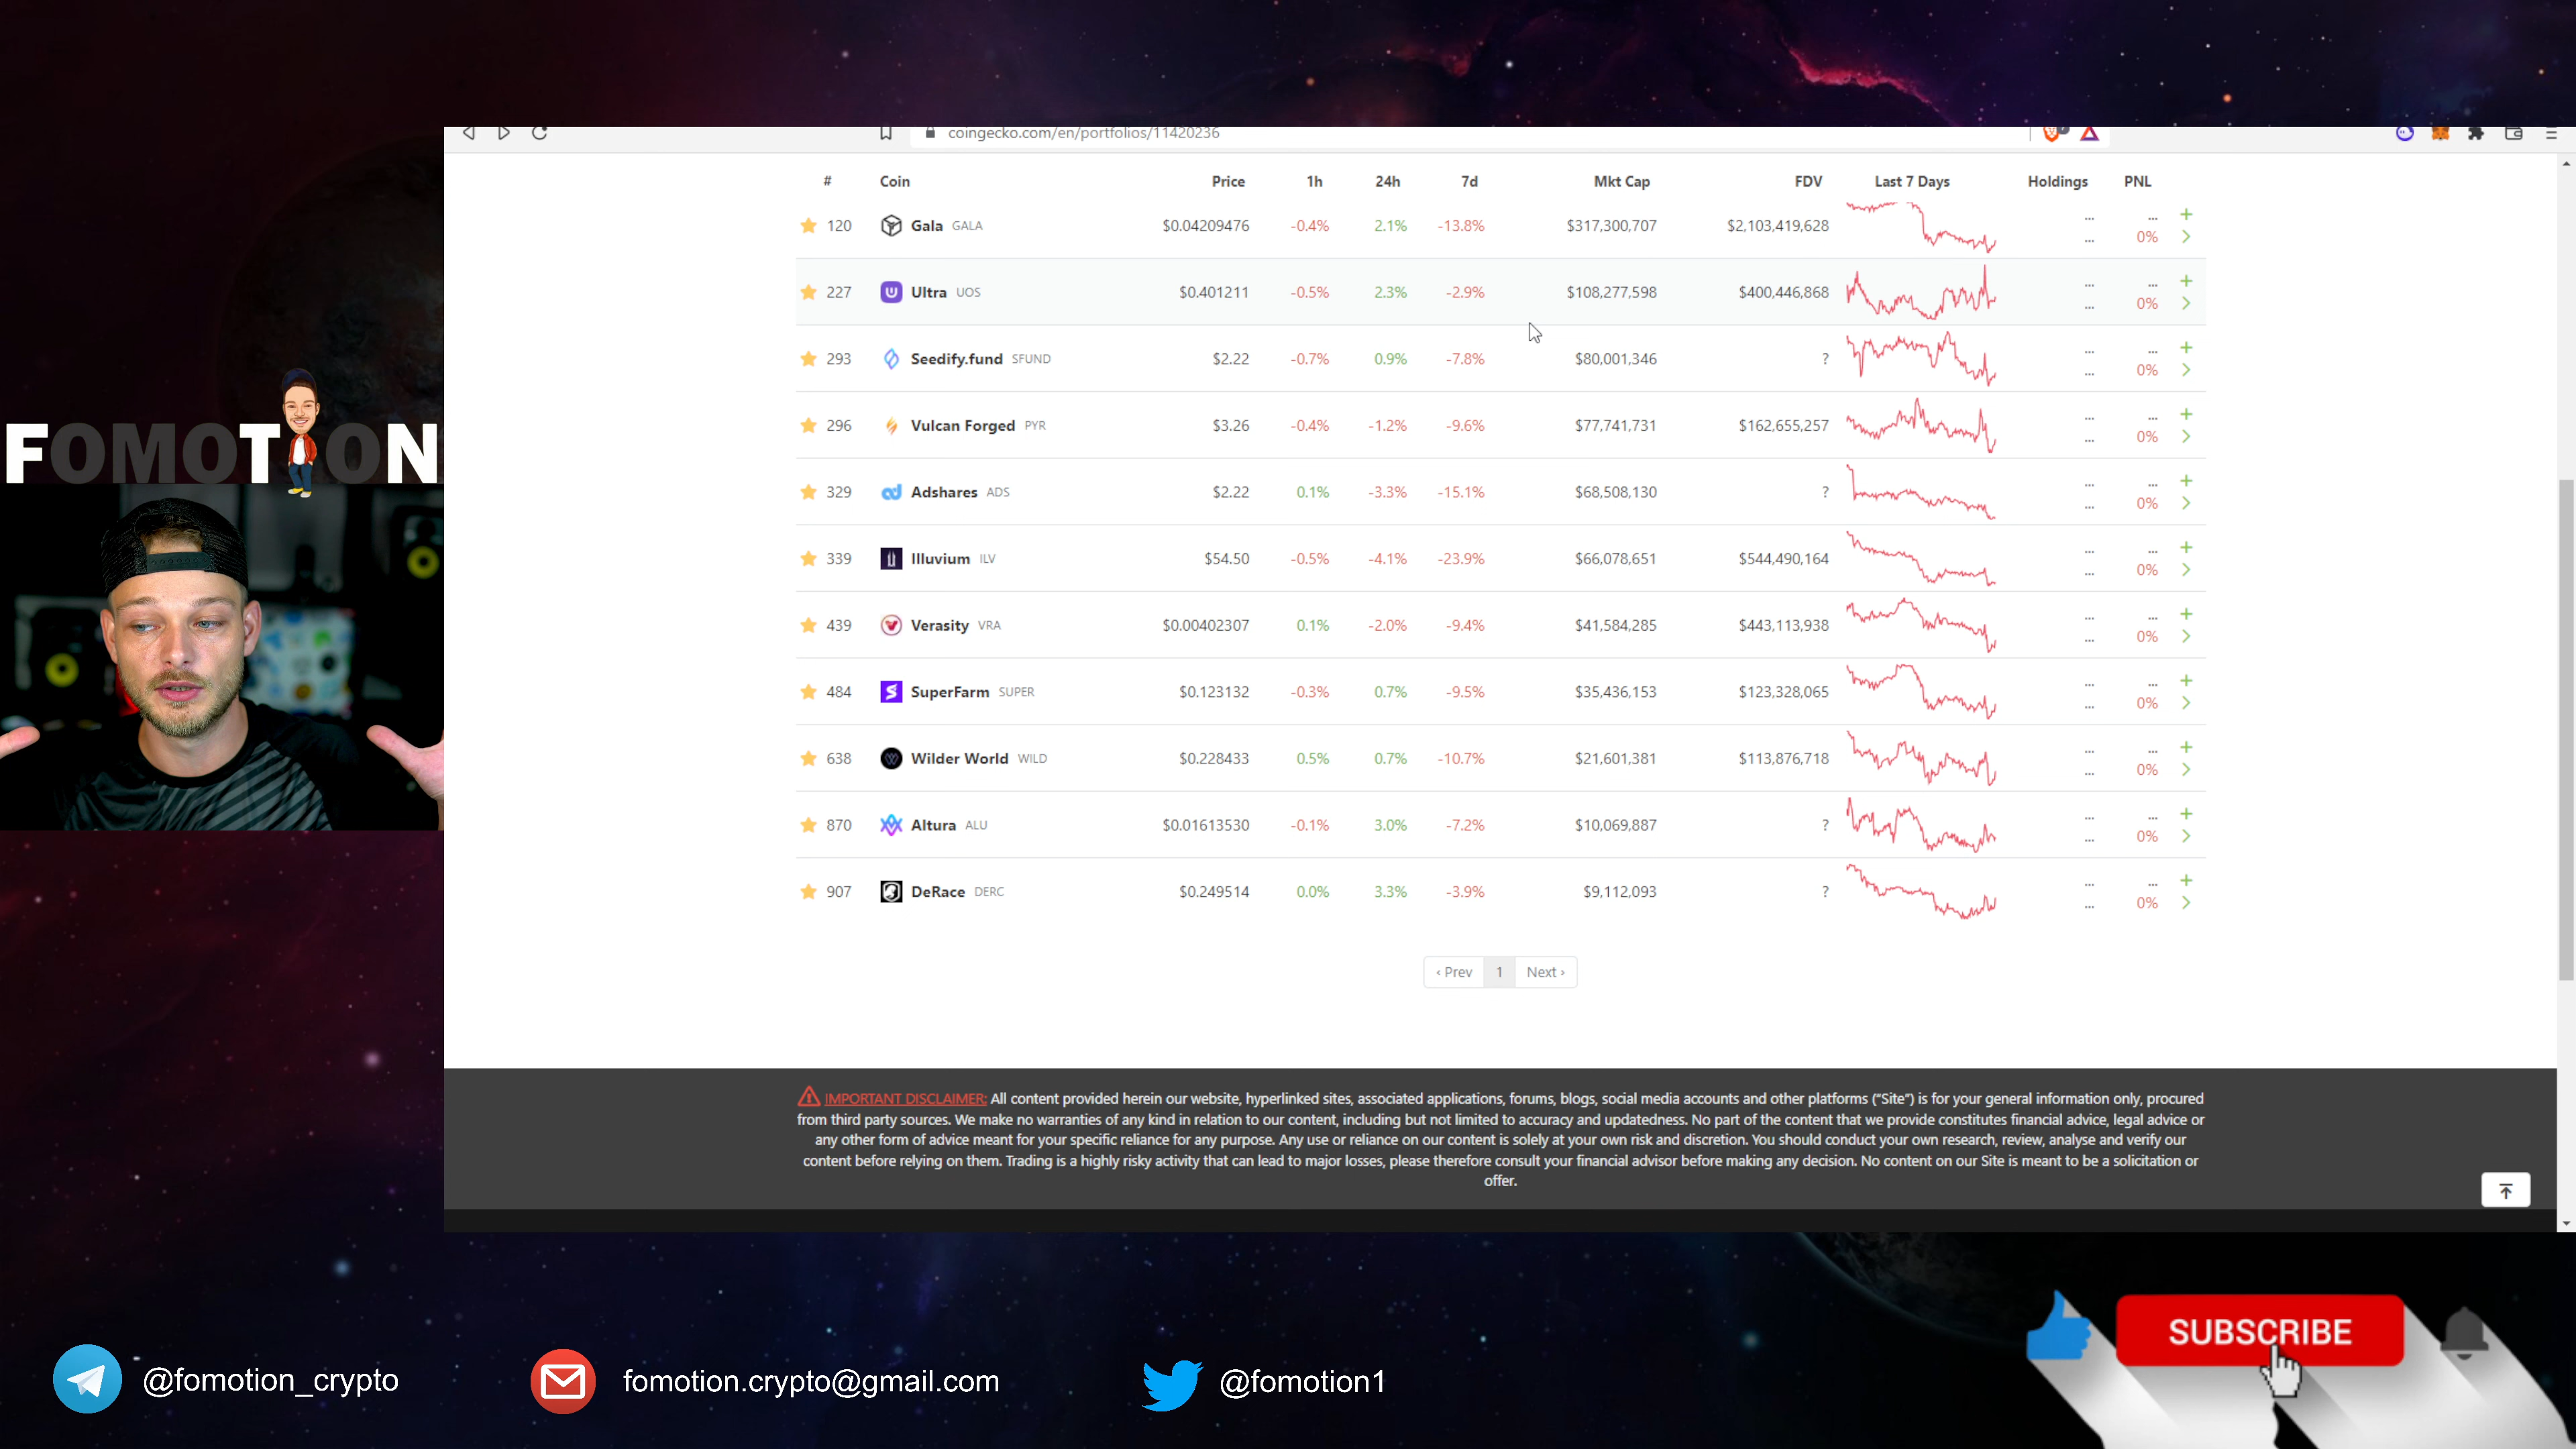 coingecko.com/en/portfolios/11420236
# Coin Price 1h 24h 7d Mkt Cap FDV Last 7 Days Holdings PNL
120 Gala GALA $0.04209476 -0.4% 2.1% -13.8% $317,300,707 $2,103,419,628 ... ... +
... 0%
227 Ultra UOS $0.401211 -0.5% 2.3% -2.9% $108,277,598 $400,446,868 ... ... +
... 0%
293 Seedify.fund SFUND $2.22 -0.7% 0.9% -7.8% $80,001,346 ? ... ... +
... 0%
296 Vulcan Forged PYR $3.26 -0.4% -1.2% -9.6% $77,741,731 $162,655,257 ... ... +
... 0%
329 Adshares ADS $2.22 0.1% -3.3% -15.1% $68,508,130 ? ... ... +
... 0%
339 Illuvium ILV $54.50 -0.5% -4.1% -23.9% $66,078,651 $544,490,164 ... ... +
... 0%
439 Verasity VRA $0.00402307 0.1% -2.0% -9.4% $41,584,285 $443,113,938 ... ... +
... 0%
484 SuperFarm SUPER $0.123132 -0.3% 0.7% -9.5% $35,436,153 $123,328,065 ... ... +
... 0%
638 Wilder World WILD $0.228433 0.5% 0.7% -10.7% $21,601,381 $113,876,718 ... ... +
... 0%
870 Altura ALU $0.01613530 -0.1% 3.0% -7.2% $10,069,887 ? ... ... +
... 0%
907 DeRace DERC $0.249514 0.0% 3.3% -3.9% $9,112,093 ? ... ... +
... 0%
‹ Prev 1 Next ›
IMPORTANT DISCLAIMER: All content provided herein our website, hyperlinked sites, associated applications, forums, blogs, social media accounts and other platforms ("Site") is for your general information only, procured
from third party sources. We make no warranties of any kind in relation to our content, including but not limited to accuracy and updatedness. No part of the content that we provide constitutes financial advice, legal advice or
any other form of advice meant for your specific reliance for any purpose. Any use or reliance on our content is solely at your own risk and discretion. You should conduct your own research, review, analyse and verify our
content before relying on them. Trading is a highly risky activity that can lead to major losses, please therefore consult your financial advisor before making any decision. No content on our Site is meant to be a solicitation or
offer.
FOMOTION
@fomotion_crypto
fomotion.crypto@gmail.com
@fomotion1
SUBSCRIBE